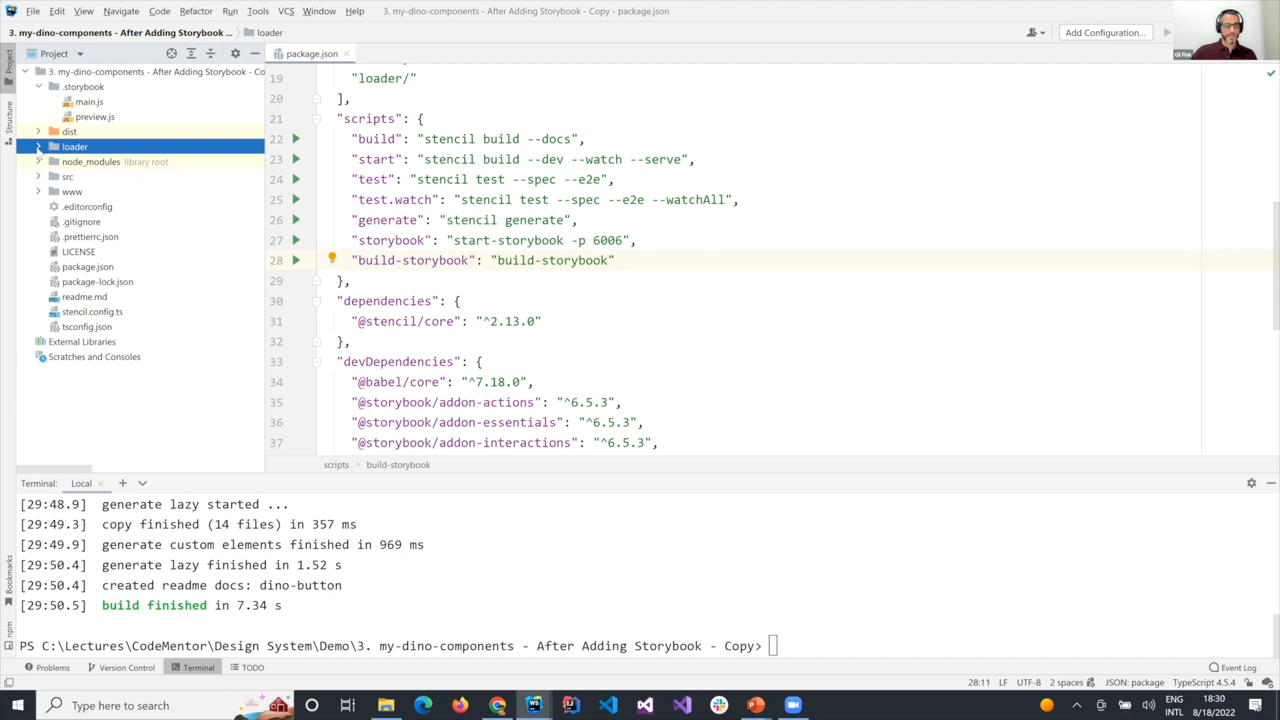 File Edit View Navigate Code Refactor Run Tools VCS Window Help 3. my-dino-components - After Adding Storybook - Copy - package.json
3. my-dino-components - After Adding Storybook ... loader Add Configuration...
Gil Fink
Project
package.json
Project
Structure
Bookmarks
npm
3. my-dino-components - After Adding Storybook - Co
.storybook
main.js
preview.js
dist
loader
node_modules library root
src
www
.editorconfig
.gitignore
.prettierrc.json
LICENSE
package.json
package-lock.json
readme.md
stencil.config.ts
tsconfig.json
External Libraries
Scratches and Consoles
19 "loader/"
20 ],
21 "scripts": {
22 "build": "stencil build --docs",
23 "start": "stencil build --dev --watch --serve",
24 "test": "stencil test --spec --e2e",
25 "test.watch": "stencil test --spec --e2e --watchAll",
26 "generate": "stencil generate",
27 "storybook": "start-storybook -p 6006",
28 "build-storybook": "build-storybook"
29 },
30 "dependencies": {
31 "@stencil/core": "^2.13.0"
32 },
33 "devDependencies": {
34 "@babel/core": "^7.18.0",
35 "@storybook/addon-actions": "^6.5.3",
36 "@storybook/addon-essentials": "^6.5.3",
37 "@storybook/addon-interactions": "^6.5.3",
scripts build-storybook
Terminal: Local
[29:48.9] generate lazy started ...
[29:49.3] copy finished (14 files) in 357 ms
[29:49.9] generate custom elements finished in 969 ms
[29:50.4] generate lazy finished in 1.52 s
[29:50.4] created readme docs: dino-button
[29:50.5] build finished in 7.34 s
PS C:\Lectures\CodeMentor\Design System\Demo\3. my-dino-components - After Adding Storybook - Copy>
Problems Version Control Terminal TODO Event Log
28:11 LF UTF-8 2 spaces JSON: package TypeScript 4.5.4
Type here to search
ENG
INTL
18:30
8/18/2022